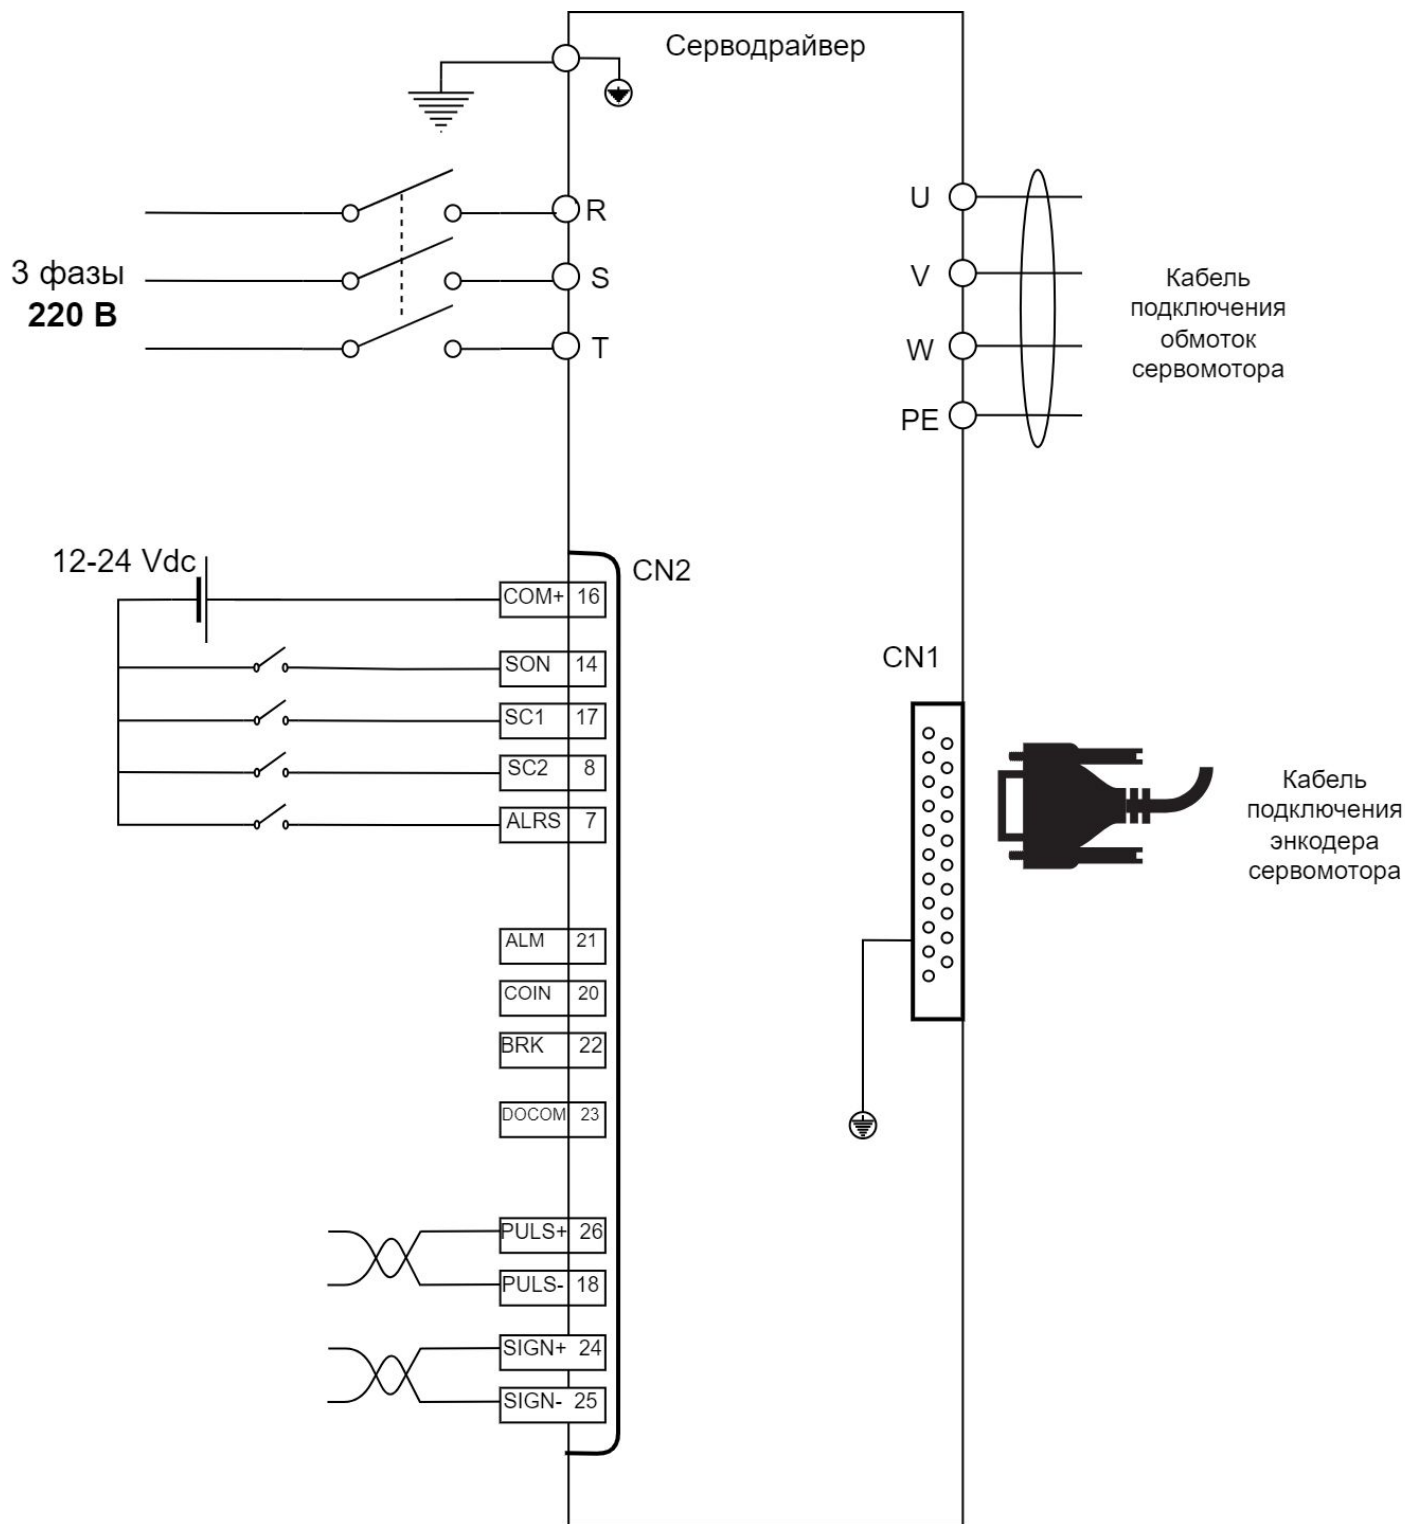 Серводрайвер
R
S
T
3 фазы
220 В
U
V
W
PE
Кабель
подключения
обмоток
сервомотора
12-24 Vdc
CN2
COM+ 16
SON 14
SC1 17
SC2 8
ALRS 7
ALM 21
COIN 20
BRK 22
DOCOM 23
PULS+ 26
PULS- 18
SIGN+ 24
SIGN- 25
CN1
Кабель
подключения
энкодера
сервомотора